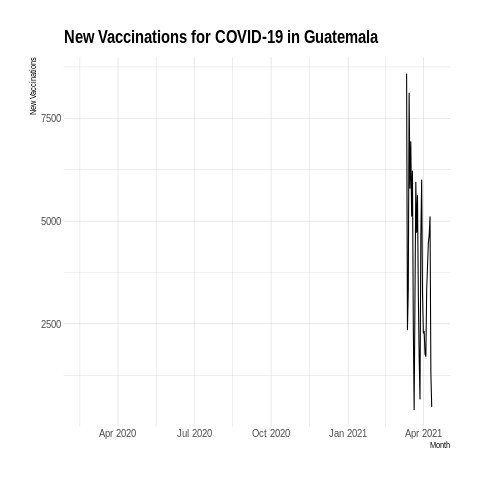 New Vaccinations for COVID-19 in Guatemala
New Vaccinations
7500
5000
2500
Apr 2020 Jul 2020 Oct 2020 Jan 2021 Apr 2021
Month